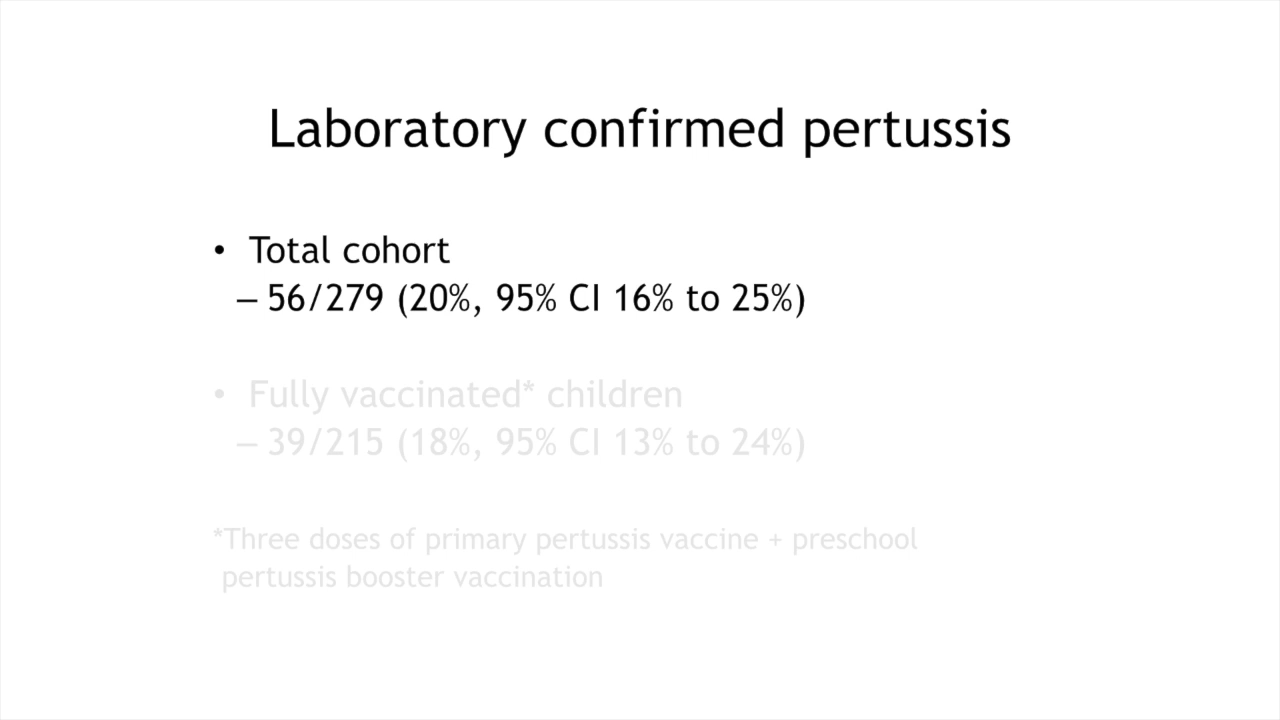 Laboratory confirmed pertussis
• Total cohort
– 56/279 (20%, 95% CI 16% to 25%)
• Fully vaccinated* children
– 39/215 (18%, 95% CI 13% to 24%)
*Three doses of primary pertussis vaccine + preschool
pertussis booster vaccination